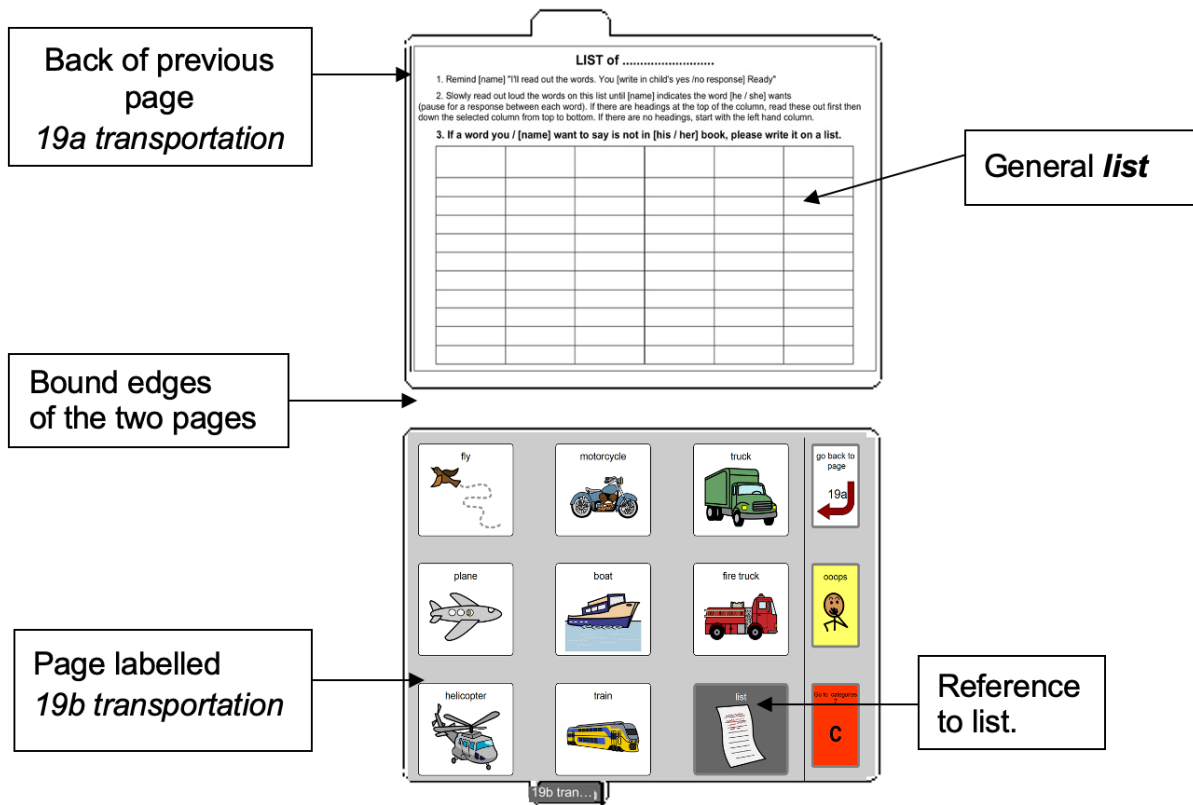 Back of previous
page
19a transportation
LIST of ..........................
1. Remind [name] "I'll read out the words. You [write in child's yes /no response] Ready"
2. Slowly read out loud the words on this list until [name] indicates the word [he / she] wants
(pause for a response between each word). If there are headings at the top of the column, read these out first then
down the selected column from top to bottom. If there are no headings, start with the left hand column.
3. If a word you / [name] want to say is not in [his / her] book, please write it on a list.
General list
Bound edges
of the two pages
fly
motorcycle
truck
go back to
page
19a
plane
boat
fire truck
ooops
Page labelled
19b transportation
helicopter
train
list
Go to categories
7
C
Reference
to list.
19b tran...